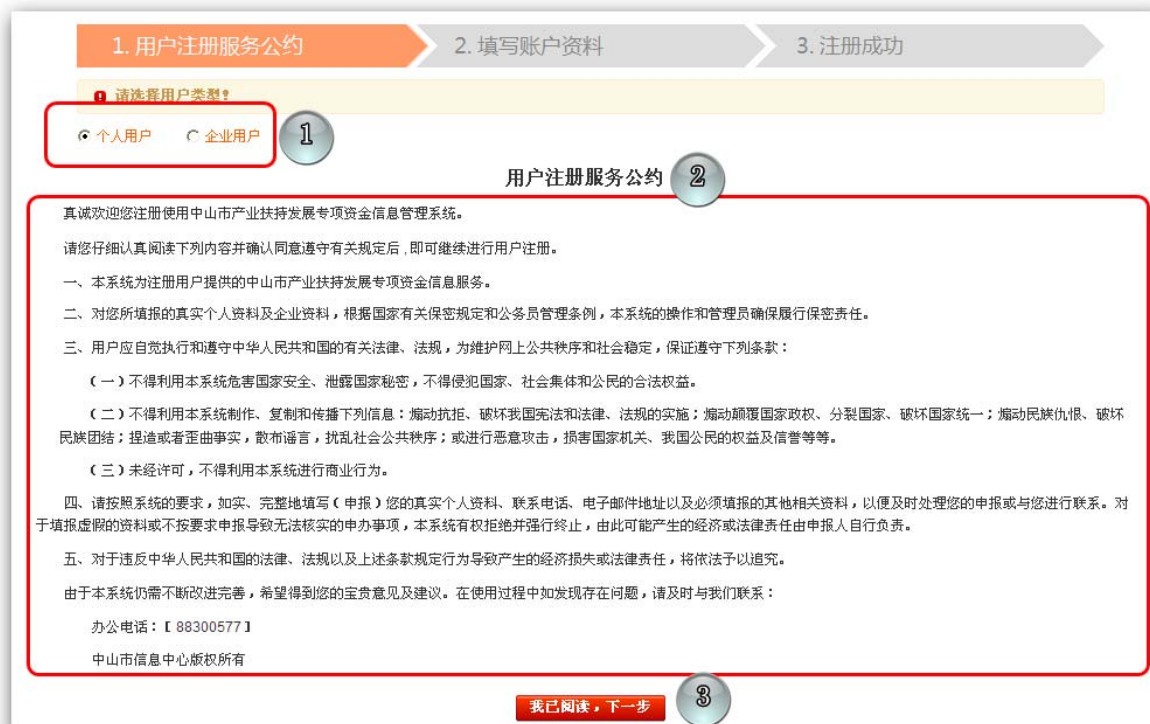 1. 用户注册服务公约
2. 填写账户资料
3. 注册成功
请选择用户类型!
个人用户
企业用户
1
用户注册服务公约
2
真诚欢迎您注册使用中山市产业扶持发展专项资金信息管理系统。
请您仔细认真阅读下列内容并确认同意遵守有关规定后，即可继续进行用户注册。
一、本系统为注册用户提供的中山市产业扶持发展专项资金信息服务。
二、对您所填报的真实个人资料及企业资料，根据国家有关保密规定和公务员管理条例，本系统的操作和管理员确保履行保密责任。
三、用户应自觉执行和遵守中华人民共和国的有关法律、法规，为维护网上公共秩序和社会稳定，保证遵守下列条款：
（一）不得利用本系统危害国家安全、泄露国家秘密，不得侵犯国家、社会集体和公民的合法权益。
（二）不得利用本系统制作、复制和传播下列信息：煽动抗拒、破坏我国宪法和法律、法规的实施；煽动颠覆国家政权、分裂国家、破坏国家统一；煽动民族仇恨、破坏
民族团结；捏造或者歪曲事实，散布谣言，扰乱社会公共秩序；或进行恶意攻击，损害国家机关、我国公民的权益及信誉等等。
（三）未经许可，不得利用本系统进行商业行为。
四、请按照系统的要求，如实、完整地填写（申报）您的真实个人资料、联系电话、电子邮件地址以及必须填报的其他相关资料，以便及时处理您的申报或与您进行联系。对
于填报虚假的资料或不按要求申报导致无法核实的申办事项，本系统有权拒绝并强行终止，由此可能产生的经济或法律责任由申报人自行负责。
五、对于违反中华人民共和国的法律、法规以及上述条款规定行为导致产生的经济损失或法律责任，将依法予以追究。
由于本系统仍需不断改进完善，希望得到您的宝贵意见及建议。在使用过程中如发现存在问题，请及时与我们联系：
办公电话：【88300577】
中山市信息中心版权所有
我已阅读，下一步
3